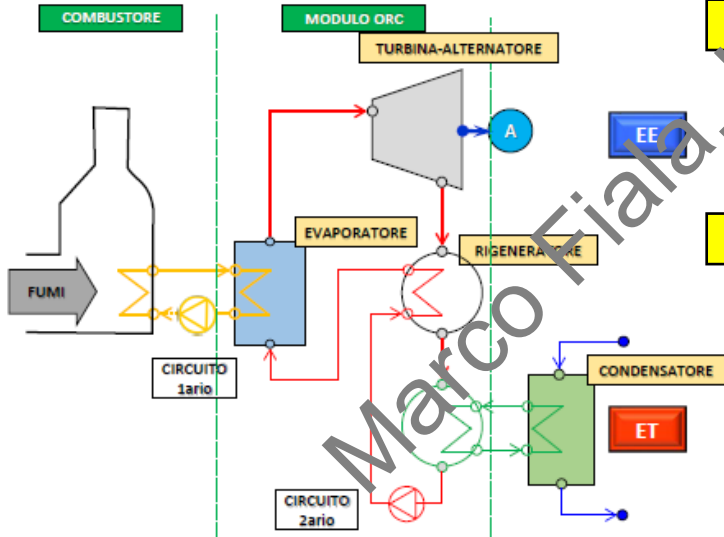 COMBUSTORE
MODULO ORC
TURBINA-ALTERNATORE
A
EE
EVAPORATORE
RIGENERATORE
FUMI
CIRCUITO
1ario
CONDENSATORE
ET
CIRCUITO
2ario
Marco Fiala,